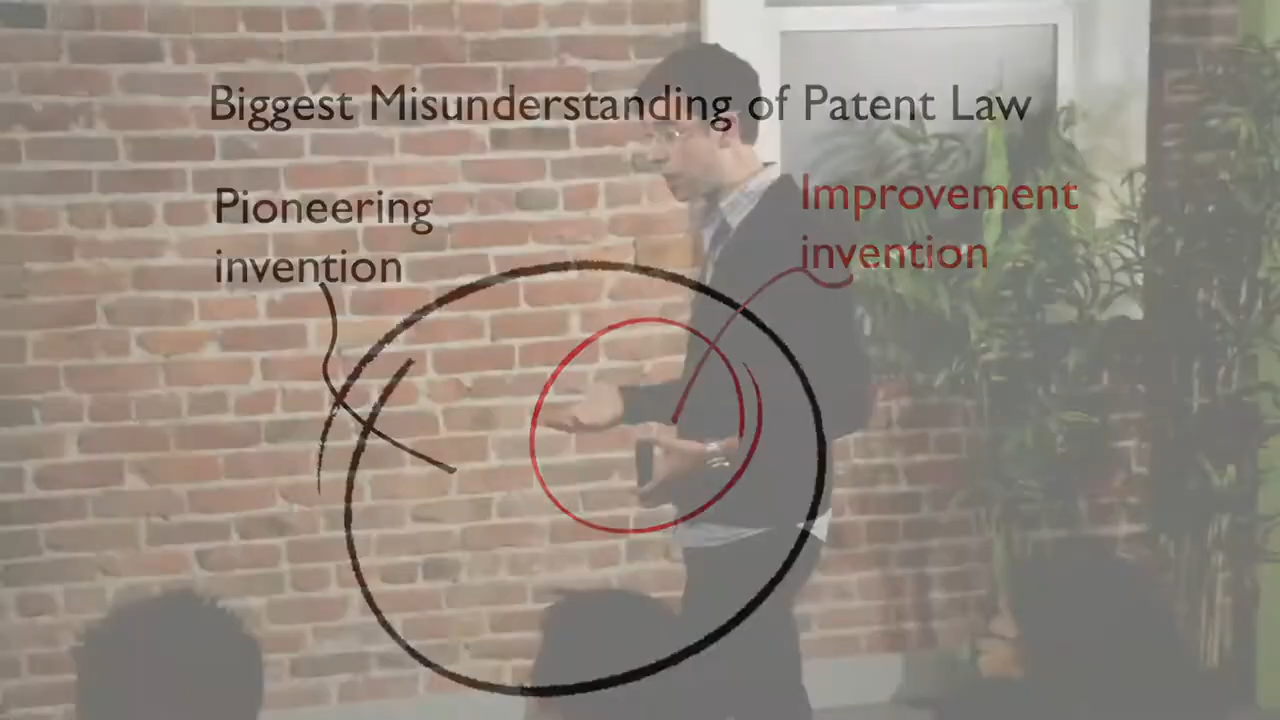 Biggest Misunderstanding of Patent Law
Pioneering
invention
Improvement
invention